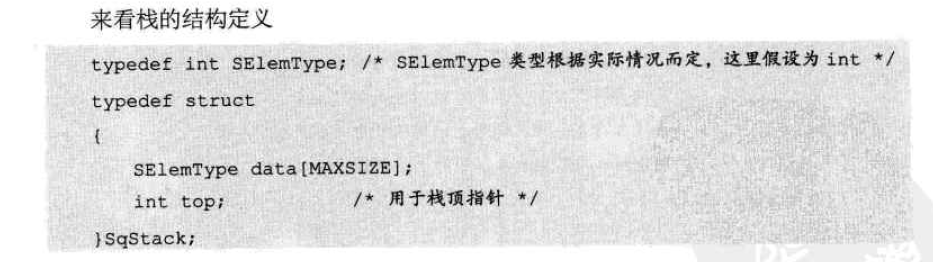 来看栈的结构定义
typedef int SElemType; /* SElemType 类型根据实际情况而定，这里假设为 int */
typedef struct
{
    SElemType data[MAXSIZE];
    int top;            /* 用于栈顶指针 */
}SqStack;